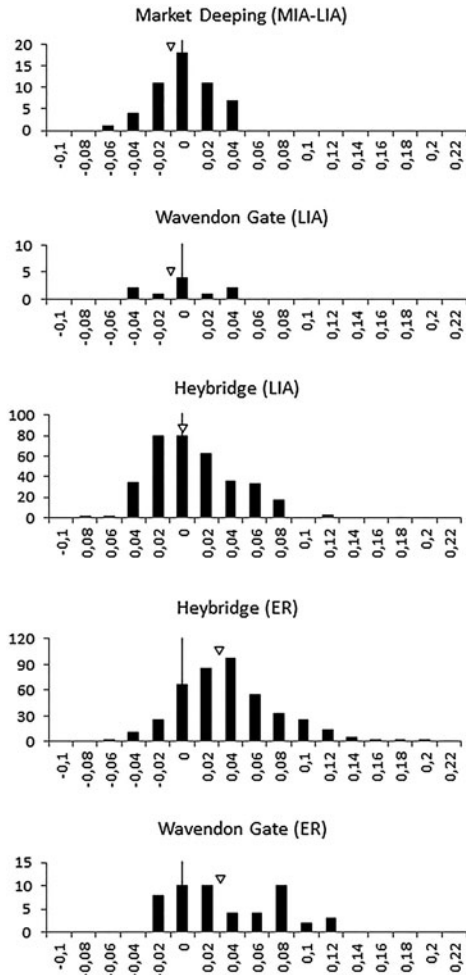 Market Deeping (MIA-LIA)
20
15
10
5
0
-0,1 -0,08 -0,06 -0,04 -0,02 0 0,02 0,04 0,06 0,08 0,1 0,12 0,14 0,16 0,18 0,2 0,22
Wavendon Gate (LIA)
10
5
0
-0,1 -0,08 -0,06 -0,04 -0,02 0 0,02 0,04 0,06 0,08 0,1 0,12 0,14 0,16 0,18 0,2 0,22
Heybridge (LIA)
100
80
60
40
20
0
-0,1 -0,08 -0,06 -0,04 -0,02 0 0,02 0,04 0,06 0,08 0,1 0,12 0,14 0,16 0,18 0,2 0,22
Heybridge (ER)
120
90
60
30
0
-0,1 -0,08 -0,06 -0,04 -0,02 0 0,02 0,04 0,06 0,08 0,1 0,12 0,14 0,16 0,18 0,2 0,22
Wavendon Gate (ER)
15
10
5
0
-0,1 -0,08 -0,06 -0,04 -0,02 0 0,02 0,04 0,06 0,08 0,1 0,12 0,14 0,16 0,18 0,2 0,22